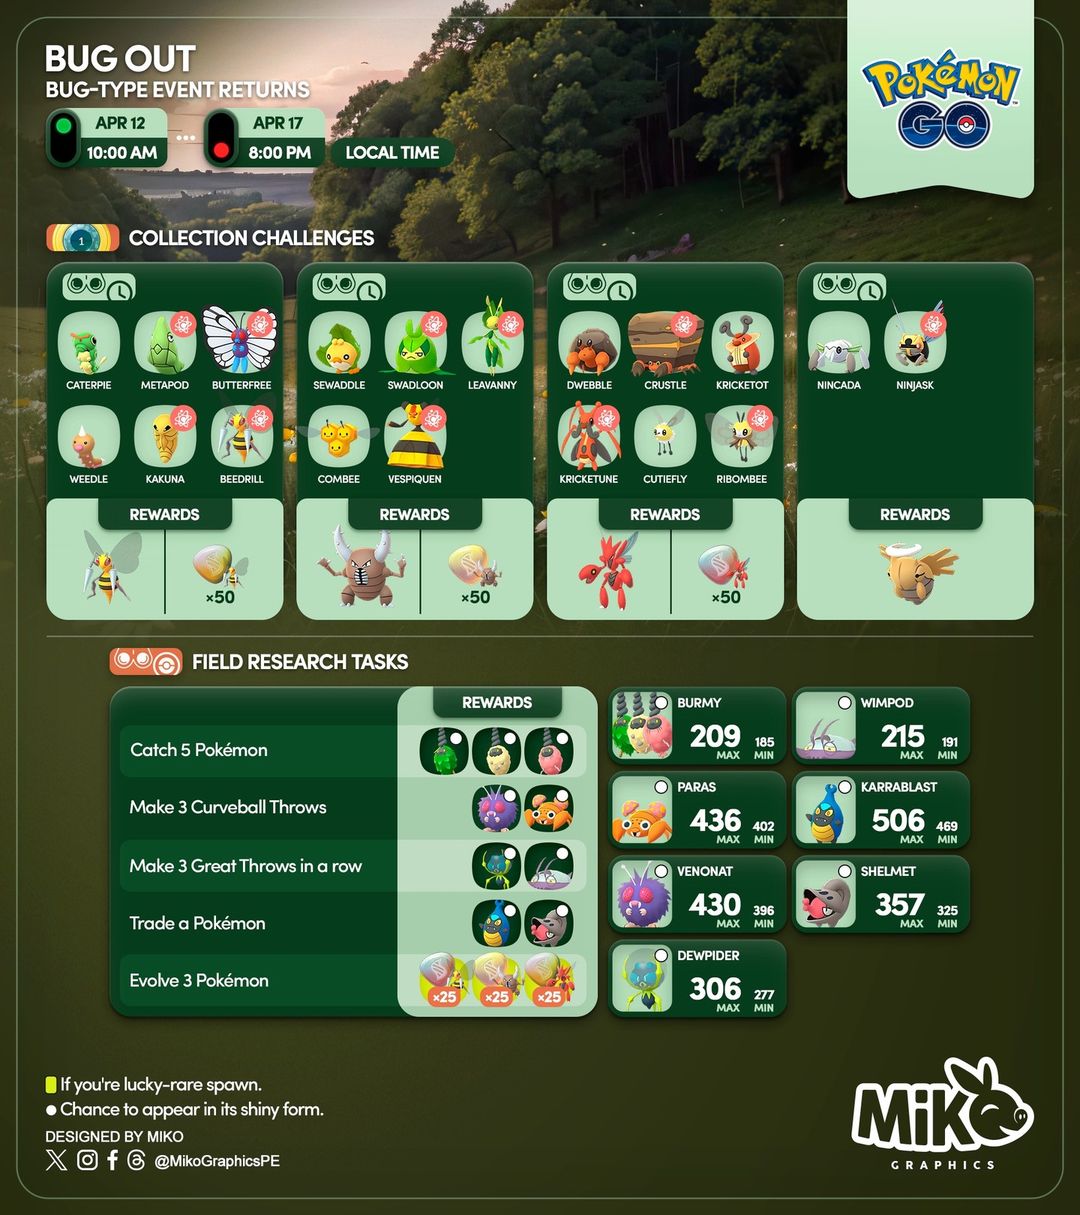 BUG OUT
BUG-TYPE EVENT RETURNS
APR 12
10:00 AM
APR 17
8:00 PM
LOCAL TIME
POKéMON
GO
1
COLLECTION CHALLENGES
CATERPIE METAPOD BUTTERFREE
WEEDLE KAKUNA BEEDRILL
REWARDS
×50
SEWADDLE SWADLOON LEAVANNY
COMBEE VESPIQUEN
REWARDS
×50
DWEBBLE CRUSTLE KRICKETOT
KRICKETUNE CUTIEFLY RIBOMBEE
REWARDS
×50
NINCADA NINJASK
REWARDS
FIELD RESEARCH TASKS
REWARDS
Catch 5 Pokémon
Make 3 Curveball Throws
Make 3 Great Throws in a row
Trade a Pokémon
Evolve 3 Pokémon
×25 ×25 ×25
BURMY
209 185
MAX MIN
WIMPOD
215 191
MAX MIN
PARAS
436 402
MAX MIN
KARRABLAST
506 469
MAX MIN
VENONAT
430 396
MAX MIN
SHELMET
357 325
MAX MIN
DEWPIDER
306 277
MAX MIN
If you're lucky-rare spawn.
Chance to appear in its shiny form.
DESIGNED BY MIKO
@MikoGraphicsPE
MiKO
GRAPHICS